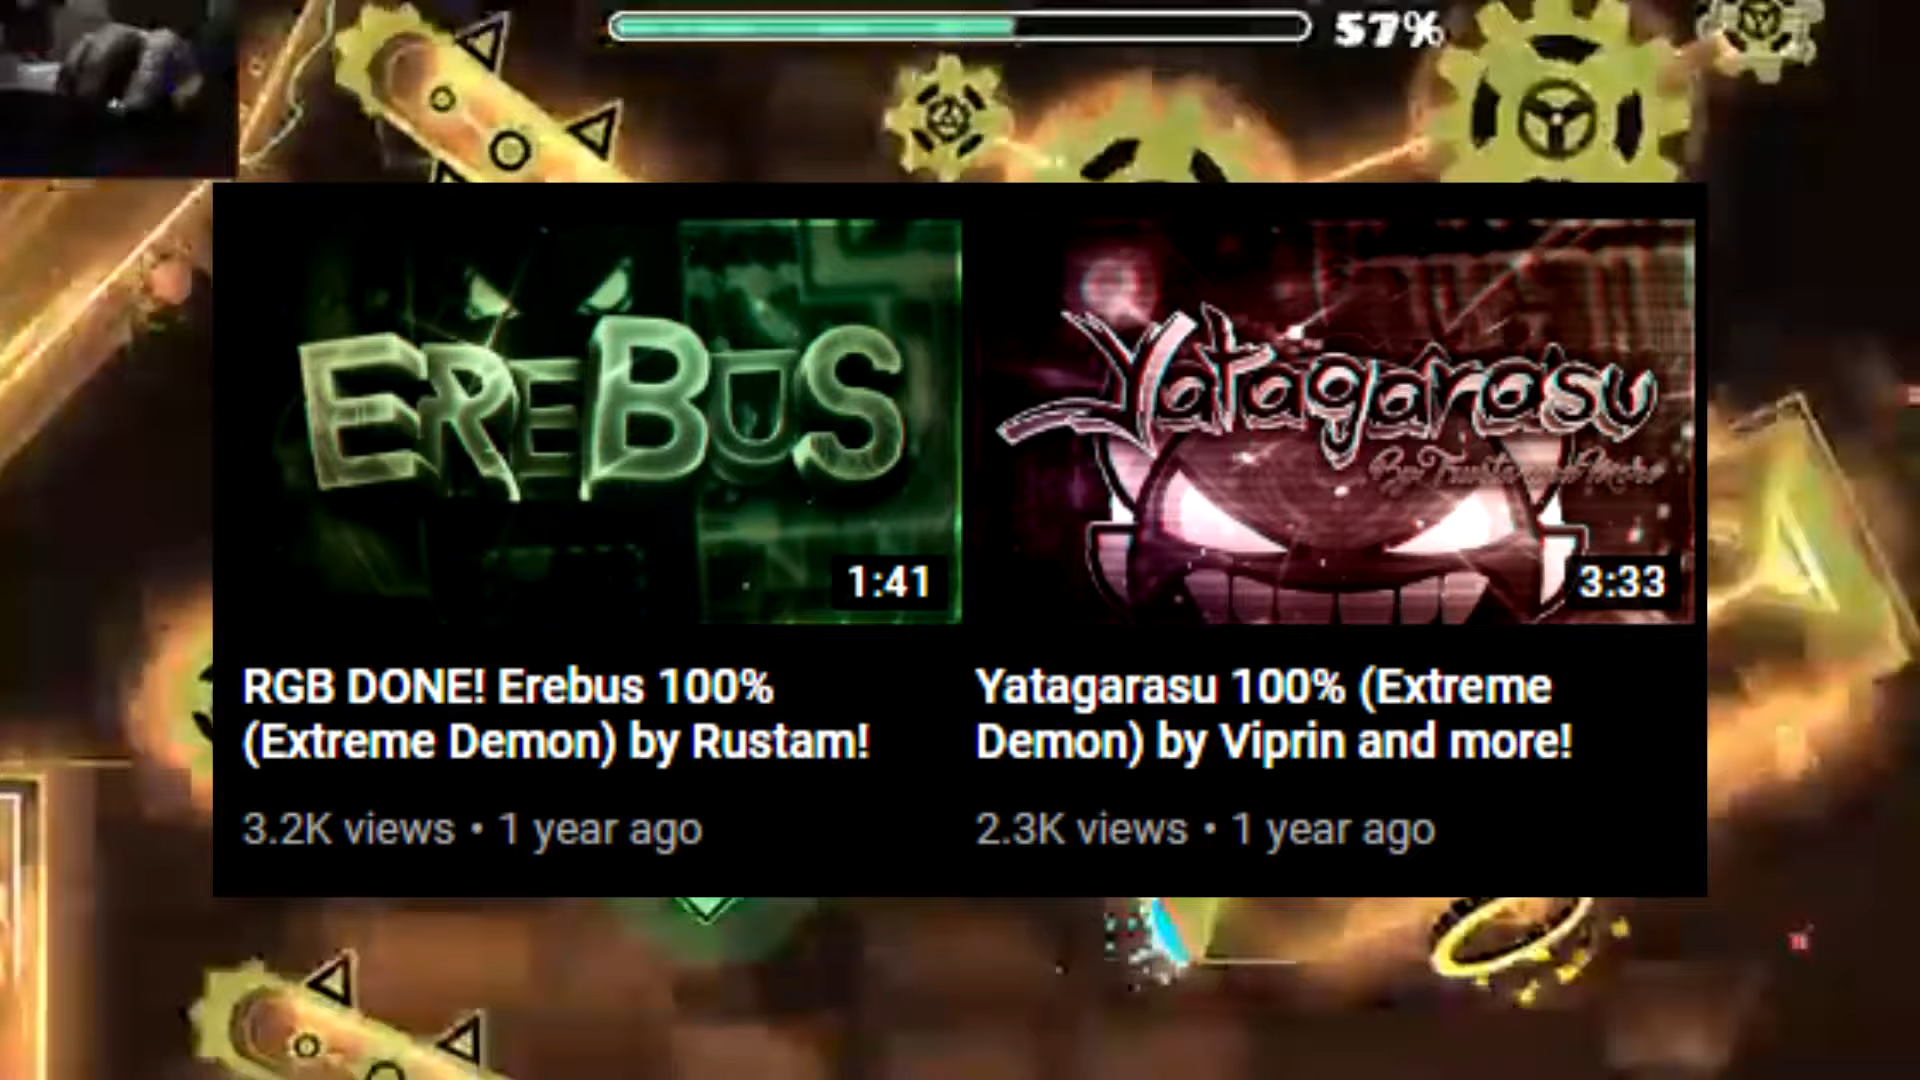 57%
EREBUS
1:41
Yatagarasu
3:33
RGB DONE! Erebus 100%
(Extreme Demon) by Rustam!
3.2K views • 1 year ago
Yatagarasu 100% (Extreme
Demon) by Viprin and more!
2.3K views • 1 year ago